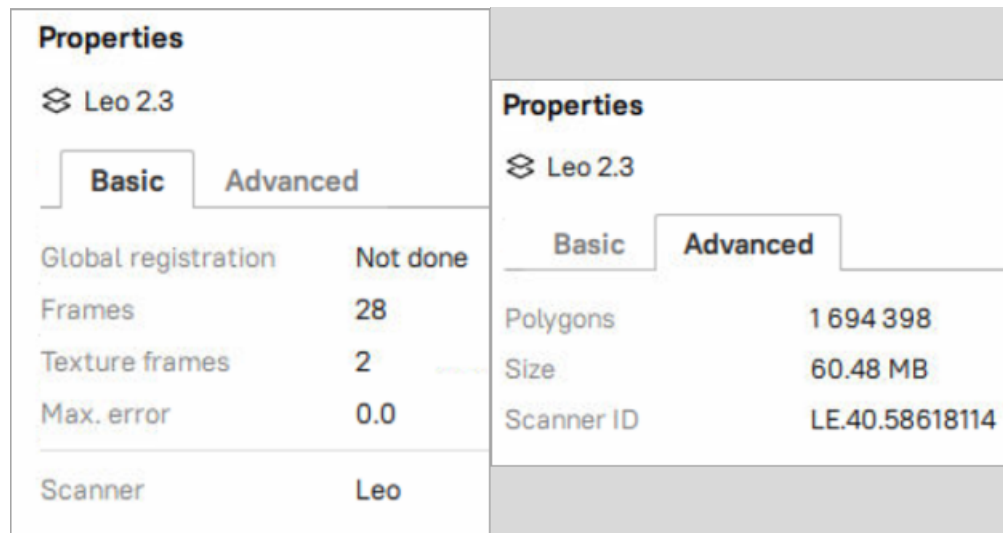 Properties
Leo 2.3
Basic Advanced
Global registration Not done
Frames 28
Texture frames 2
Max. error 0.0
Scanner Leo
Properties
Leo 2.3
Basic Advanced
Polygons 1 694 398
Size 60.48 MB
Scanner ID LE.40.58618114